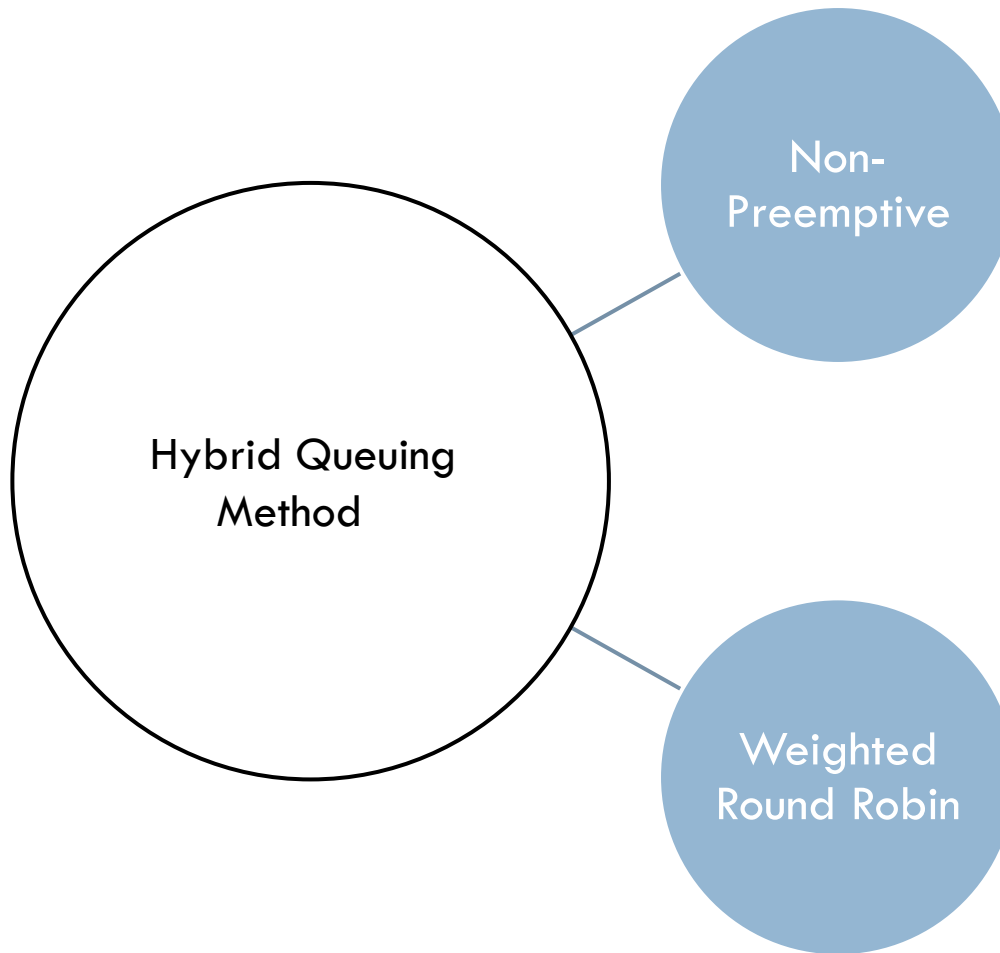 Non-
Preemptive
Hybrid Queuing
Method
Weighted
Round Robin